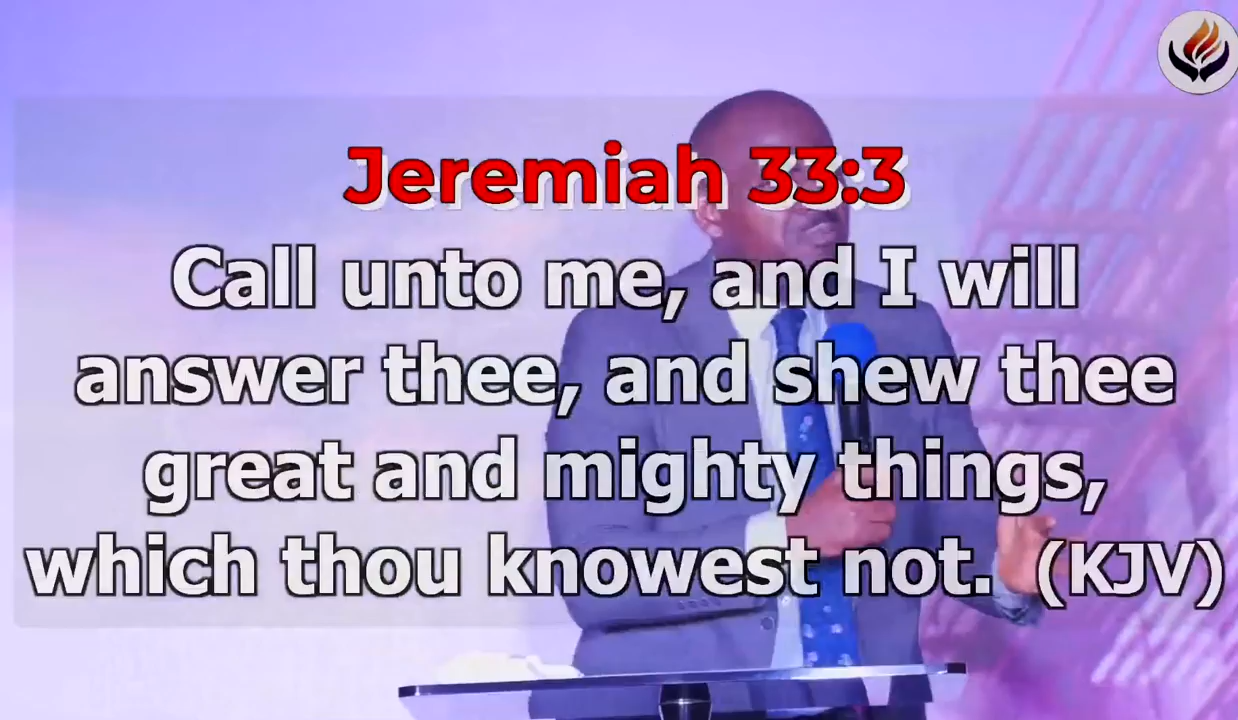 Jeremiah 33:3
Call unto me, and I will
answer thee, and shew thee
great and mighty things,
which thou knowest not. (KJV)